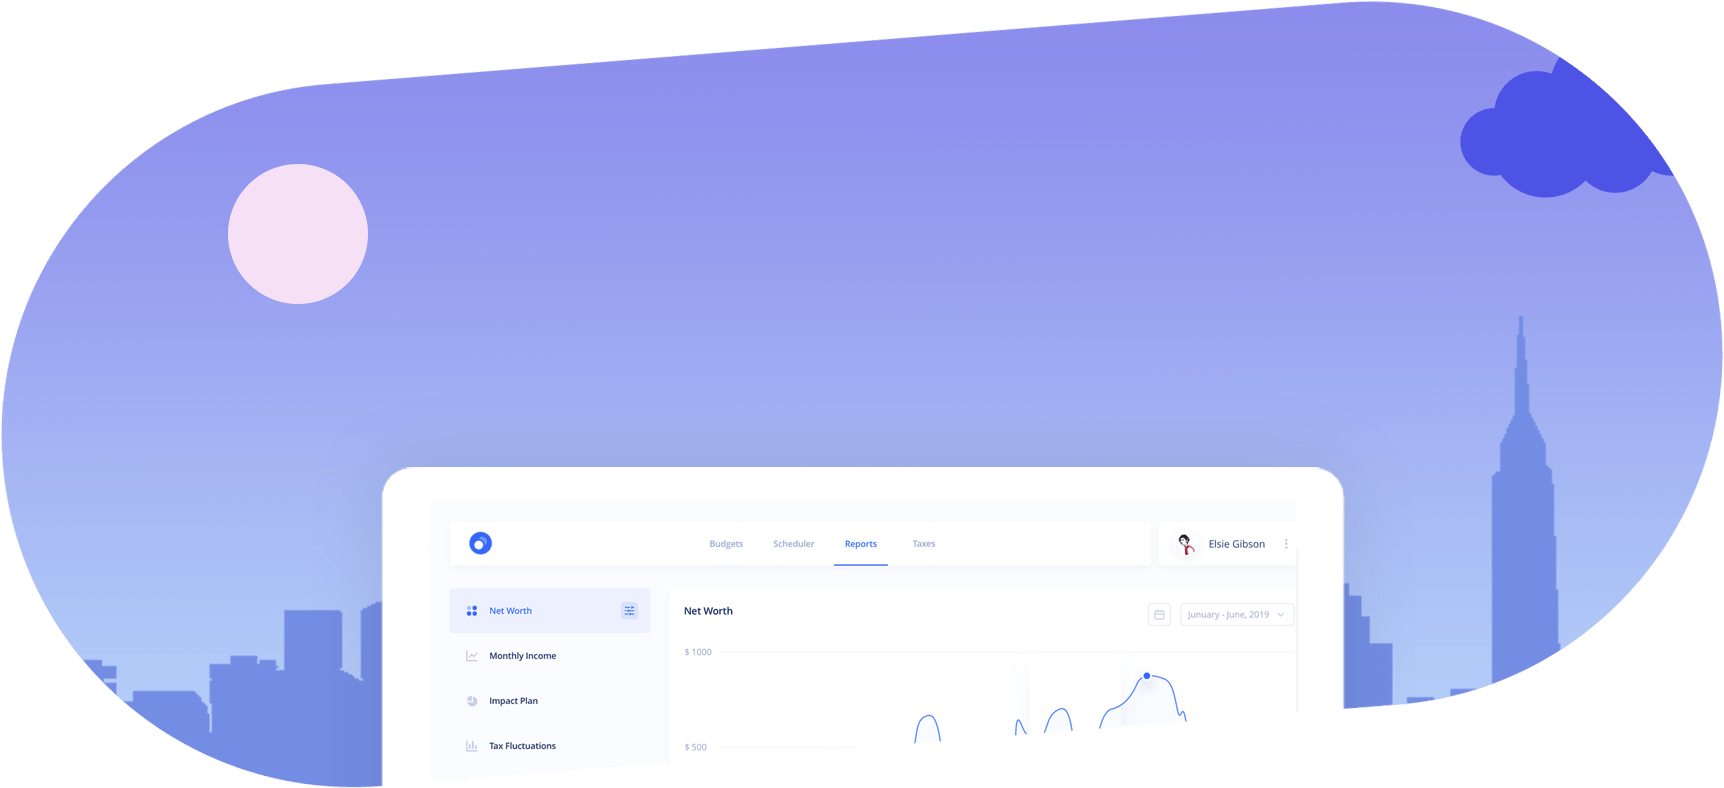 Budgets Scheduler Reports Taxes
Elsie Gibson
Net Worth
Monthly Income
Impact Plan
Tax Fluctuations
Net Worth
Junuary - June, 2019
$ 1000
$ 500